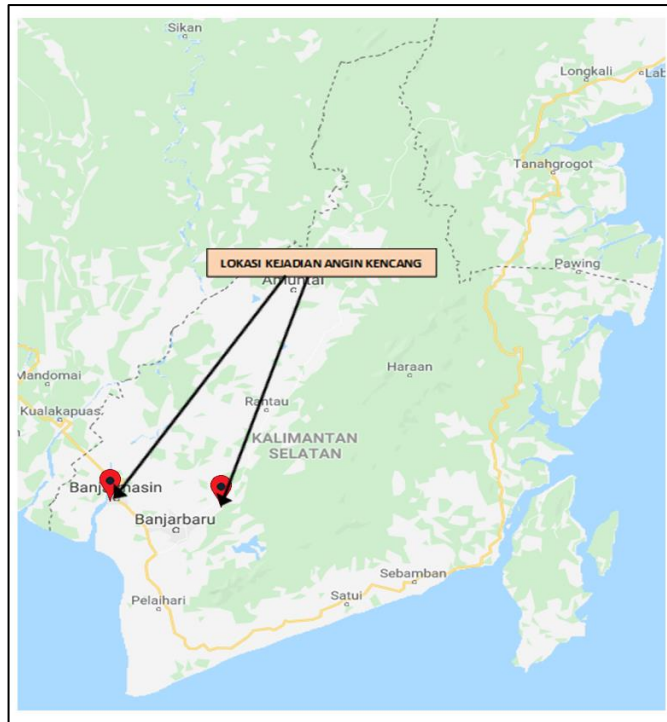 Sikan
Longkali
Lab
Tanahgrogot
LOKASI KEJADIAN ANGIN KENCANG
Pawing
Amuntai
Haraan
Mandomai
Rantau
Kualakapuas
KALIMANTAN
SELATAN
Banjarmasin
Banjarbaru
Sebamban
Satui
Pelaihari